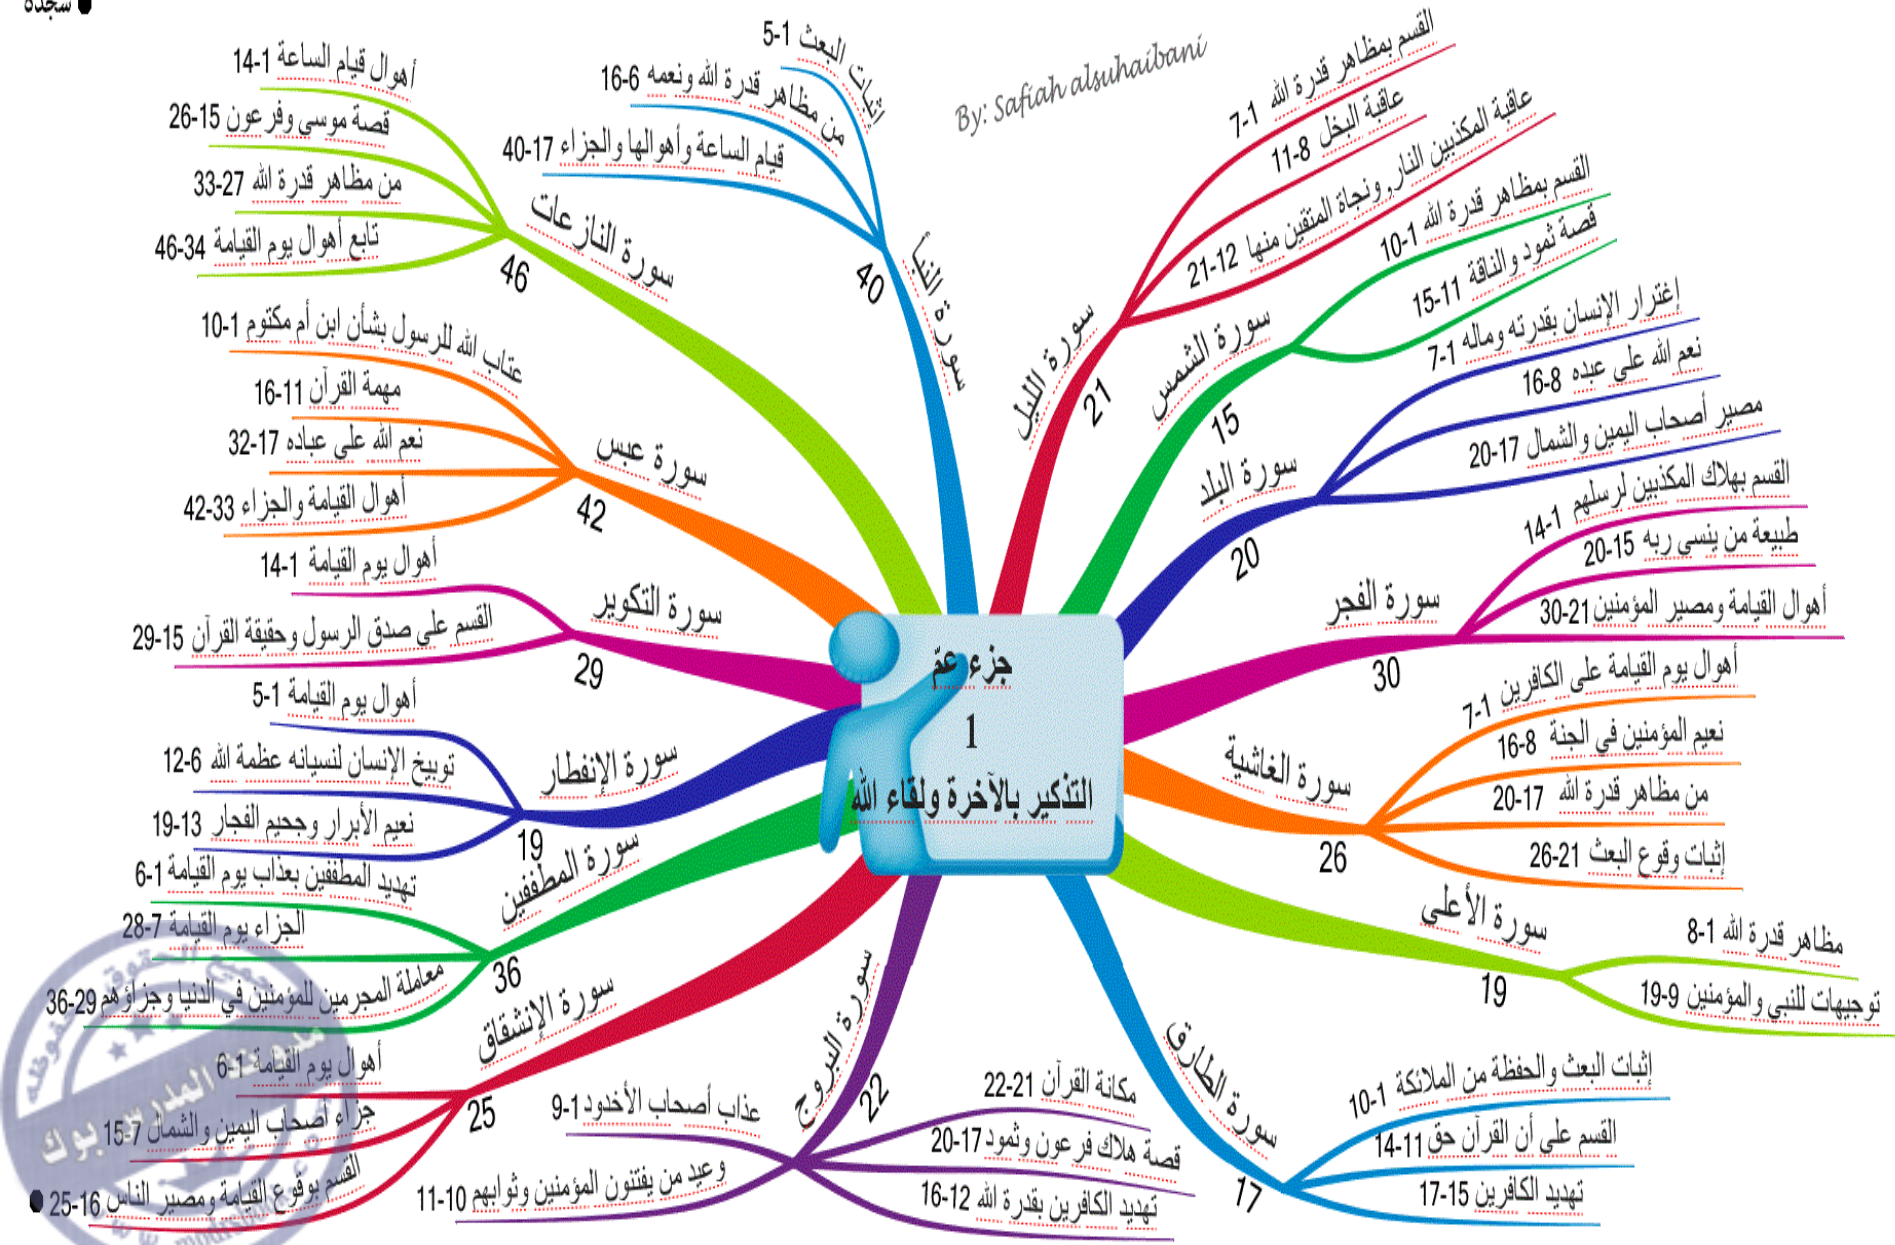 سجدة
By: Safiah alsuhaibani
جزء عمّ
1
التذكير بالآخرة ولقاء الله
سورة النبأ
40
إثبات البعث 1-5
من مظاهر قدرة الله ونعمه 6-16
قيام الساعة وأهوالها والجزاء 17-40
سورة النازعات
46
أهوال قيام الساعة 1-14
قصة موسى وفرعون 15-26
من مظاهر قدرة الله 27-33
تابع أهوال يوم القيامة 34-46
سورة عبس
42
عتاب الله للرسول بشأن ابن أم مكتوم 1-10
مهمة القرآن 11-16
نعم الله على عباده 17-32
أهوال القيامة والجزاء 33-42
سورة التكوير
29
أهوال يوم القيامة 1-14
القسم على صدق الرسول وحقيقة القرآن 15-29
سورة الإنفطار
19
أهوال يوم القيامة 1-5
توبيخ الإنسان لنسيانه عظمة الله 6-12
نعيم الأبرار وجحيم الفجار 13-19
سورة المطففين
36
تهديد المطففين بعذاب يوم القيامة 1-6
الجزاء يوم القيامة 7-28
معاملة المجرمين للمؤمنين في الدنيا وجزاؤهم 29-36
سورة الإنشقاق
25
أهوال يوم القيامة 1-6
جزاء أصحاب اليمين والشمال 7-15
القسم بوقوع القيامة ومصير الناس 16-25
سورة البروج
22
عذاب أصحاب الأخدود 1-9
وعيد من يفتنون المؤمنين وثوابهم 10-11
تهديد الكافرين بقدرة الله 12-16
قصة هلاك فرعون وثمود 17-20
مكانة القرآن 21-22
سورة الطارق
17
إثبات البعث والحفظة من الملائكة 1-10
القسم على أن القرآن حق 11-14
تهديد الكافرين 15-17
سورة الأعلى
19
مظاهر قدرة الله 1-8
توجيهات للنبي والمؤمنين 9-19
سورة الغاشية
26
أهوال يوم القيامة على الكافرين 1-7
نعيم المؤمنين في الجنة 8-16
من مظاهر قدرة الله 17-20
إثبات وقوع البعث 21-26
سورة الفجر
30
القسم بهلاك المكذبين لرسلهم 1-14
طبيعة من ينسى ربه 15-20
أهوال القيامة ومصير المؤمنين 21-30
سورة البلد
20
إغترار الإنسان بقدرته وماله 1-7
نعم الله على عبده 8-16
مصير أصحاب اليمين والشمال 17-20
سورة الشمس
15
القسم بمظاهر قدرة الله 1-10
قصة ثمود والناقة 11-15
سورة الليل
21
القسم بمظاهر قدرة الله 1-7
عاقبة البخل 8-11
عاقبة المكذبين النار, ونجاة المتقين منها 12-21
جميع الحقوق محفوظة